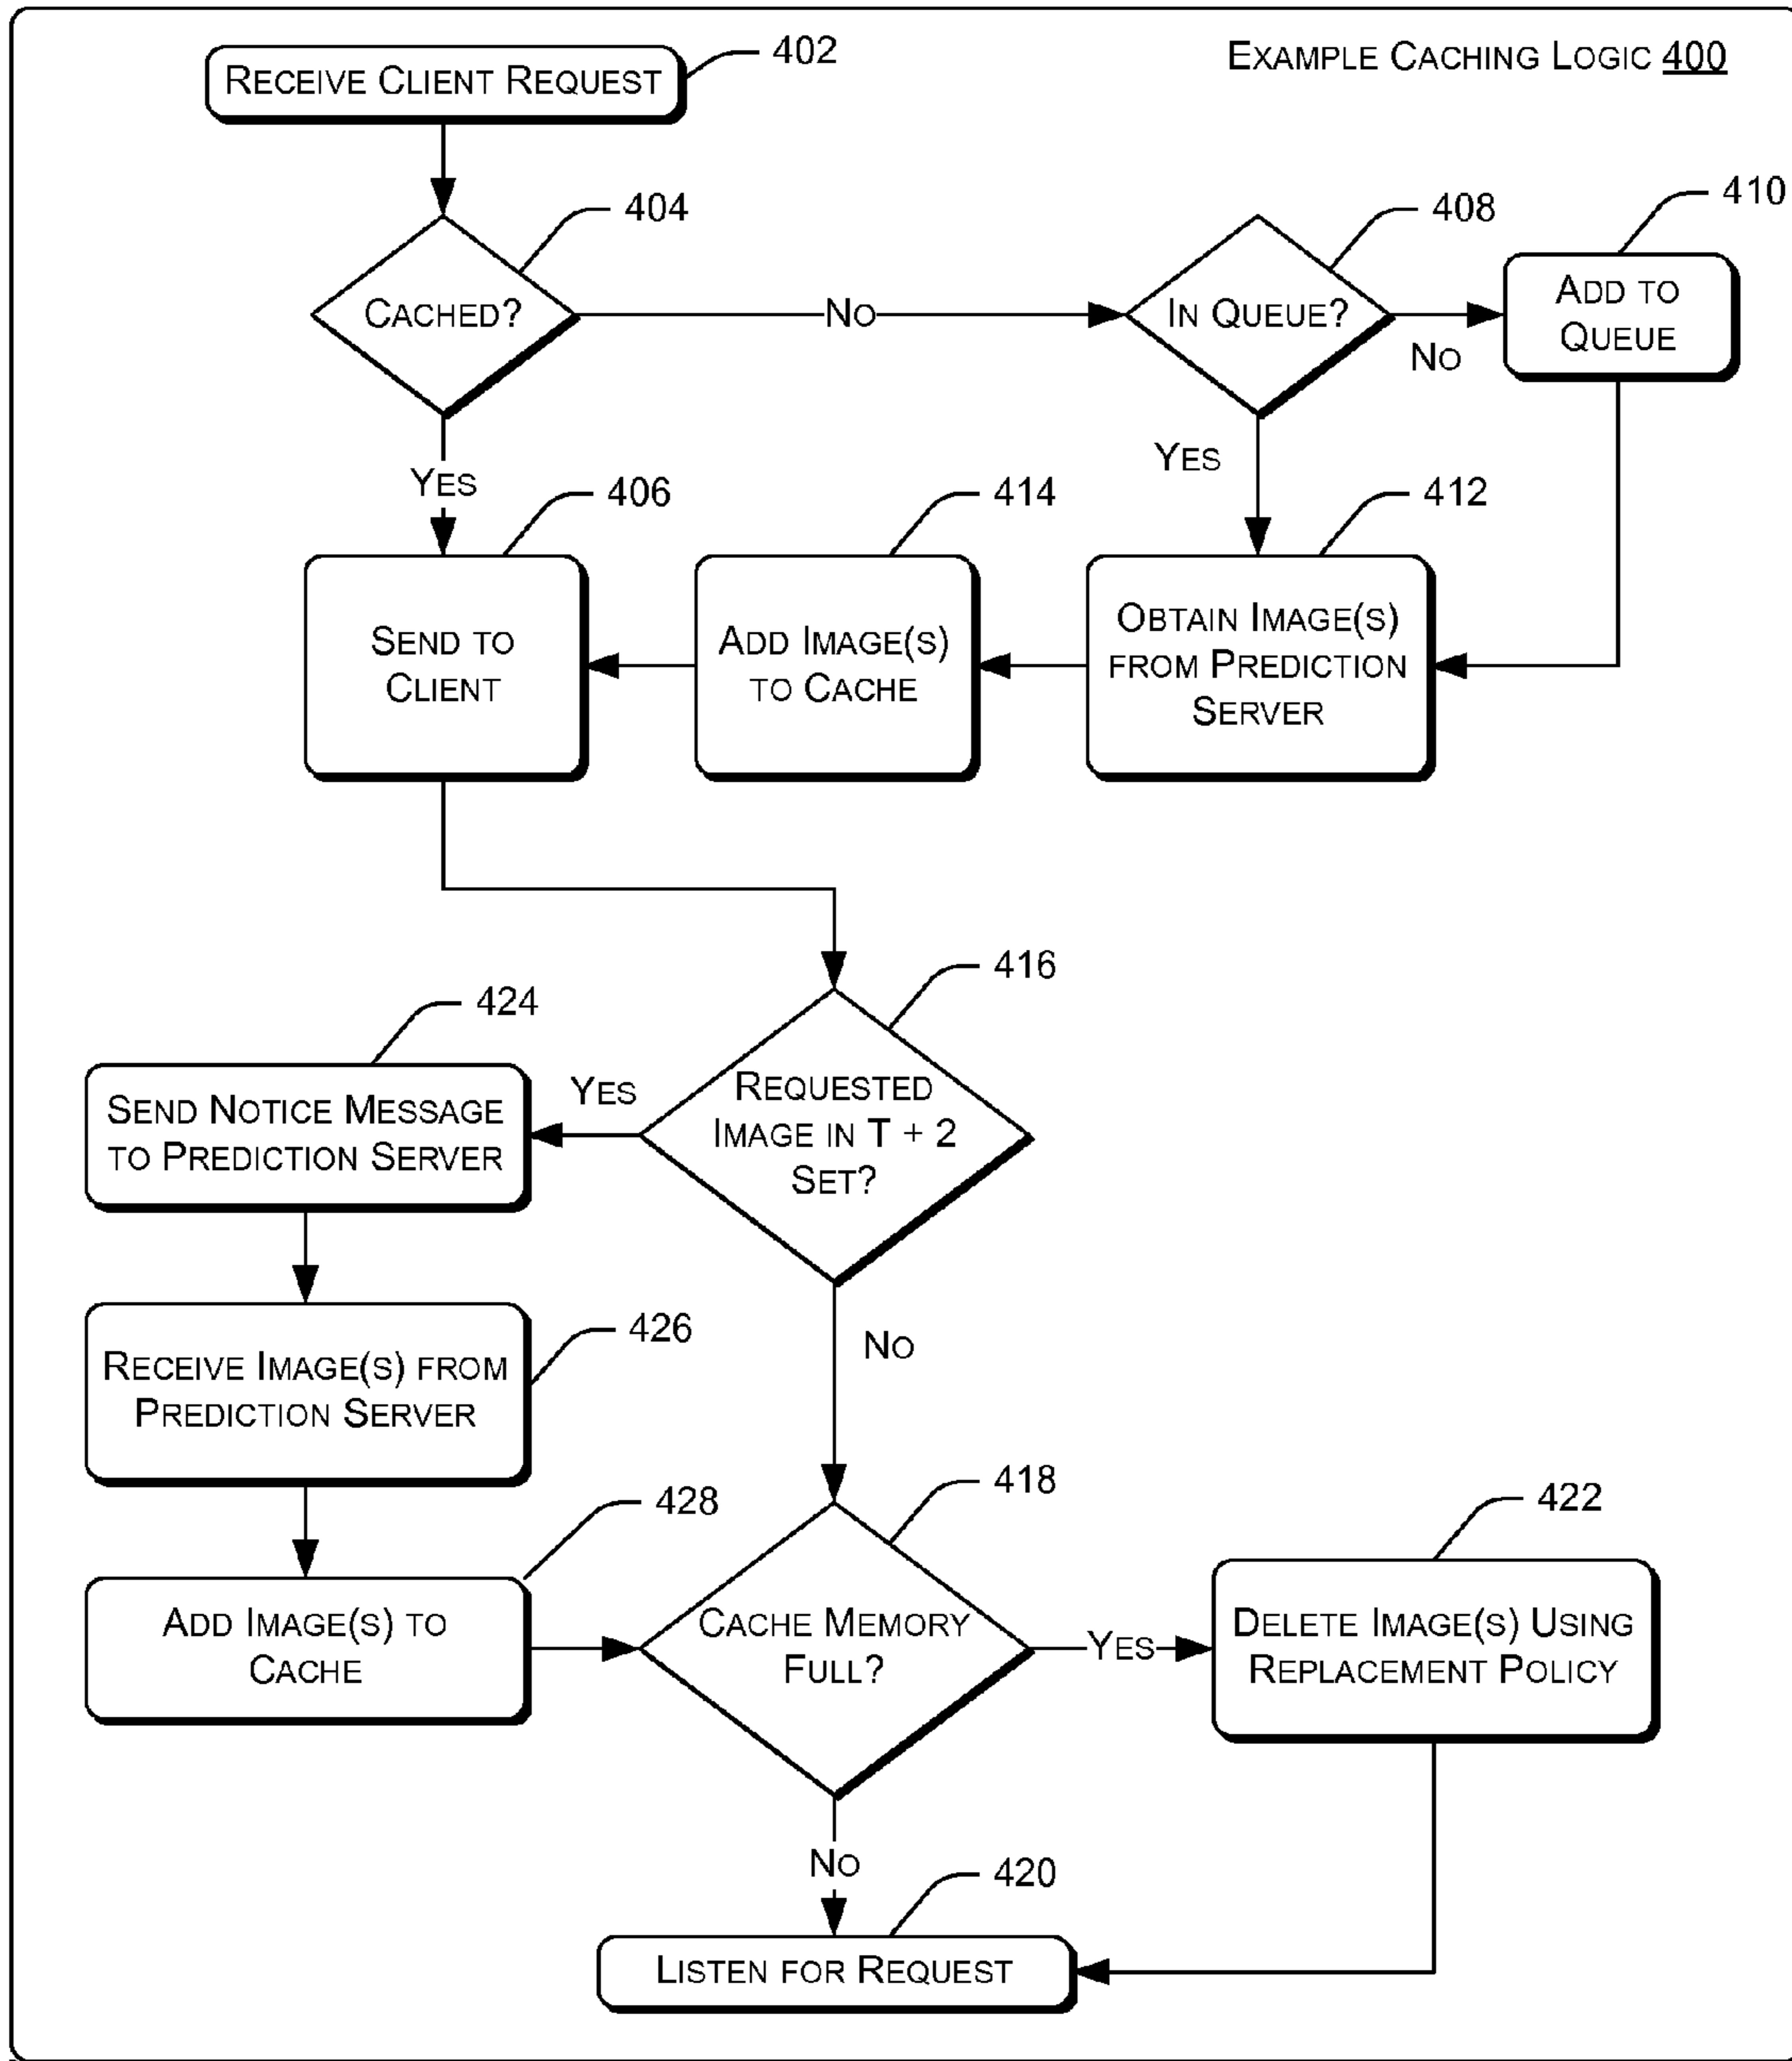 EXAMPLE CACHING LOGIC 400
RECEIVE CLIENT REQUEST
402
CACHED?
404
NO
IN QUEUE?
408
NO
ADD TO
QUEUE
410
YES
YES
SEND TO
CLIENT
406
ADD IMAGE(S)
TO CACHE
414
OBTAIN IMAGE(S)
FROM PREDICTION
SERVER
412
REQUESTED
IMAGE IN T + 2
SET?
416
YES
SEND NOTICE MESSAGE
TO PREDICTION SERVER
424
RECEIVE IMAGE(S) FROM
PREDICTION SERVER
426
NO
ADD IMAGE(S) TO
CACHE
428
CACHE MEMORY
FULL?
418
YES
DELETE IMAGE(S) USING
REPLACEMENT POLICY
422
NO
LISTEN FOR REQUEST
420